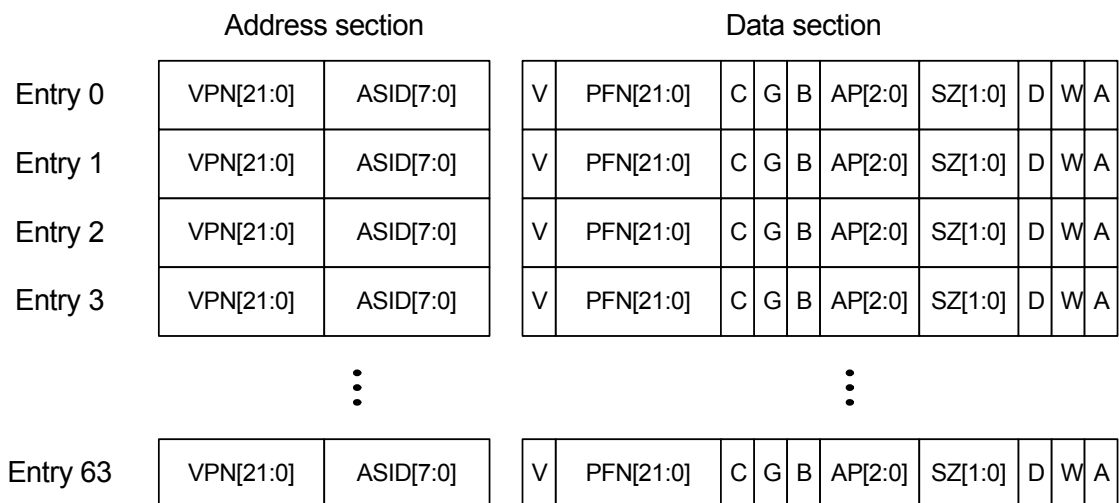 Address section Data section
Entry 0 VPN[21:0] ASID[7:0] V PFN[21:0] C G B AP[2:0] SZ[1:0] D W A
Entry 1 VPN[21:0] ASID[7:0] V PFN[21:0] C G B AP[2:0] SZ[1:0] D W A
Entry 2 VPN[21:0] ASID[7:0] V PFN[21:0] C G B AP[2:0] SZ[1:0] D W A
Entry 3 VPN[21:0] ASID[7:0] V PFN[21:0] C G B AP[2:0] SZ[1:0] D W A
Entry 63 VPN[21:0] ASID[7:0] V PFN[21:0] C G B AP[2:0] SZ[1:0] D W A